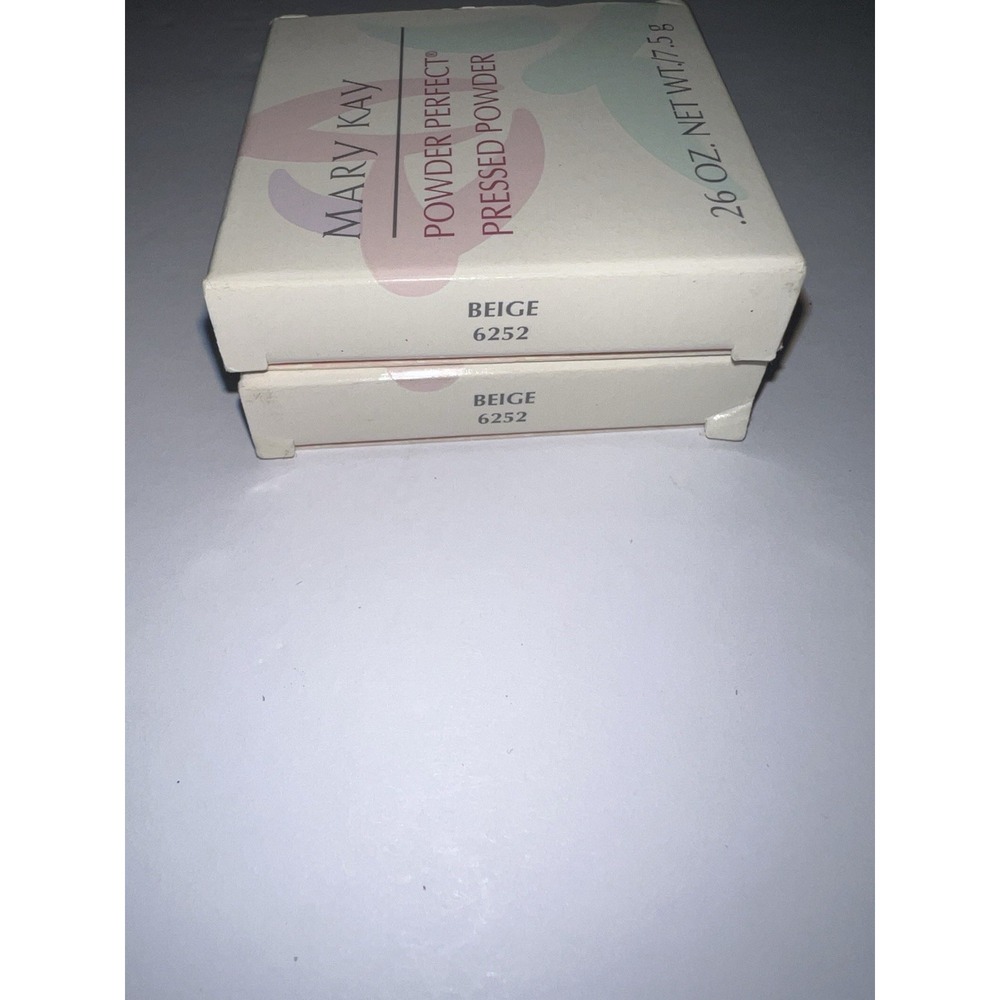 MARY KAY
POWDER PERFECT®
PRESSED POWDER
.26 OZ. NET WT./7.5 g
BEIGE
6252
BEIGE
6252